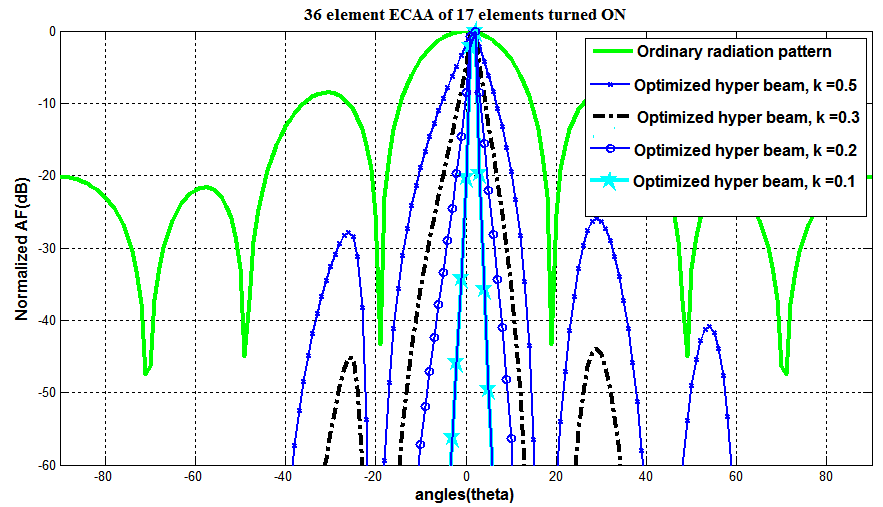 36 element ECAA of 17 elements turned ON
Ordinary radiation pattern
Optimized hyper beam, k =0.5
Optimized hyper beam, k =0.3
Optimized hyper beam, k =0.2
Optimized hyper beam, k =0.1
Normalized AF(dB)
0
-10
-20
-30
-40
-50
-60
-80 -60 -40 -20 0 20 40 60 80
angles(theta)